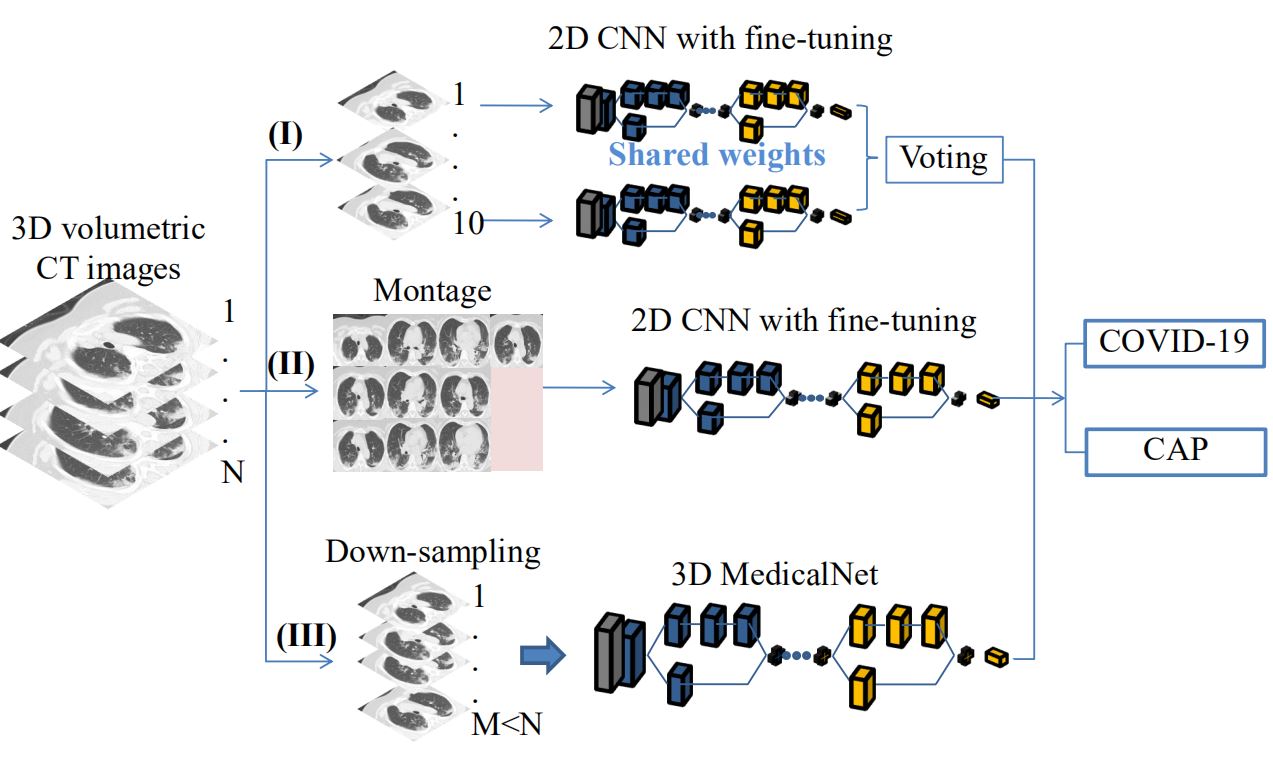 2D CNN with fine-tuning
(I)
1
.
.
.
10
Shared weights
Voting
3D volumetric
CT images
1
.
.
.
N
(II)
Montage
2D CNN with fine-tuning
COVID-19
CAP
(III)
Down-sampling
1
.
.
.
M<N
3D MedicalNet